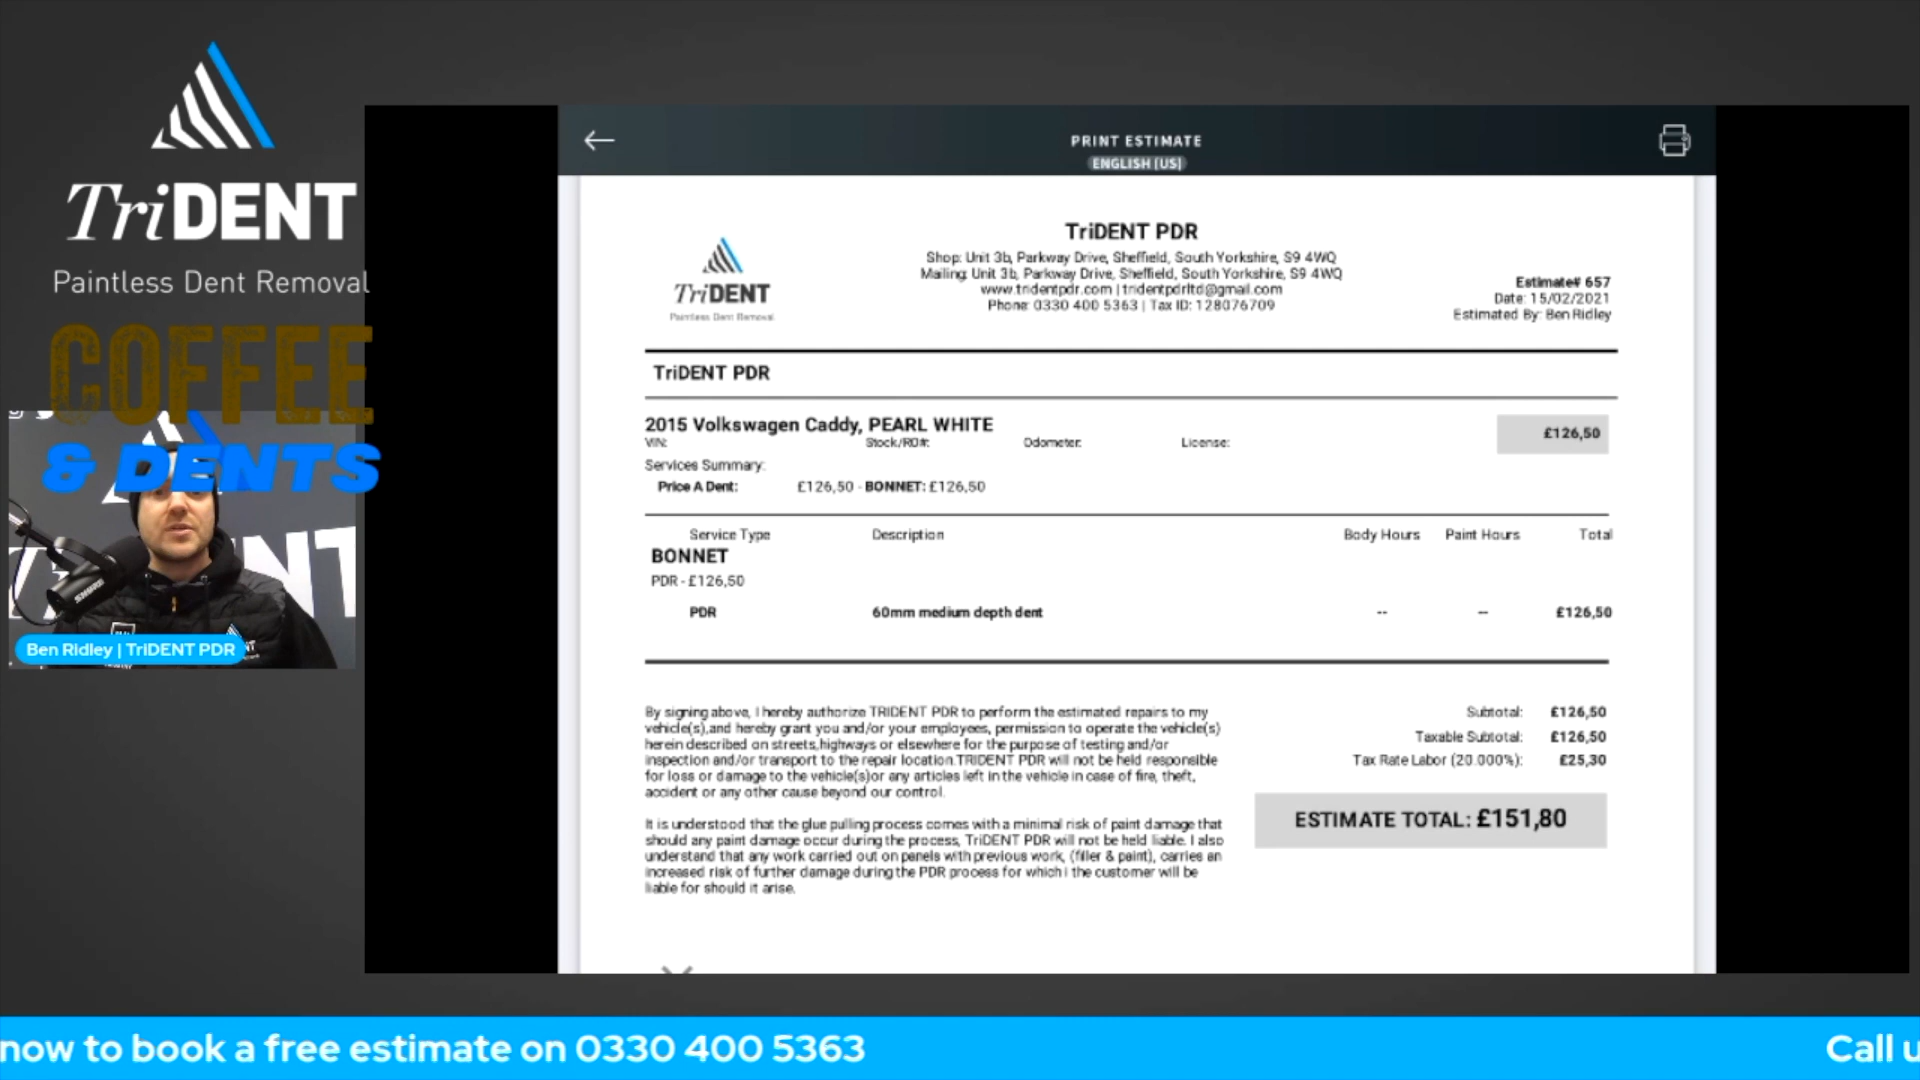 TriDENT
Paintless Dent Removal
COFFEE
& DENTS
Ben Ridley | TriDENT PDR
PRINT ESTIMATE
ENGLISH [US]
TriDENT
Paintless Dent Removal
TriDENT PDR
Shop: Unit 3b, Parkway Drive, Sheffield, South Yorkshire, S9 4WQ
Mailing: Unit 3b, Parkway Drive, Sheffield, South Yorkshire, S9 4WQ
www.tridentpdr.com | tridentpdrltd@gmail.com
Phone: 0330 400 5363 | Tax ID: 128076709
Estimate# 657
Date: 15/02/2021
Estimated By: Ben Ridley
TriDENT PDR
2015 Volkswagen Caddy, PEARL WHITE
£126,50
VIN: Stock/RO#: Odometer: License:
Services Summary:
Price A Dent: £126,50 - BONNET: £126,50
Service Type Description Body Hours Paint Hours Total
BONNET
PDR - £126,50
PDR 60mm medium depth dent -- -- £126,50
By signing above, I hereby authorize TRIDENT PDR to perform the estimated repairs to my
vehicle(s),and hereby grant you and/or your employees, permission to operate the vehicle(s)
herein described on streets,highways or elsewhere for the purpose of testing and/or
inspection and/or transport to the repair location.TRIDENT PDR will not be held responsible
for loss or damage to the vehicle(s)or any articles left in the vehicle in case of fire, theft,
accident or any other cause beyond our control.
It is understood that the glue pulling process comes with a minimal risk of paint damage that
should any paint damage occur during the process, TriDENT PDR will not be held liable. I also
understand that any work carried out on panels with previous work, (filler & paint), carries an
increased risk of further damage during the PDR process for which i the customer will be
liable for should it arise.
Subtotal: £126,50
Taxable Subtotal: £126,50
Tax Rate Labor (20.000%): £25,30
ESTIMATE TOTAL: £151,80
now to book a free estimate on 0330 400 5363
Call u